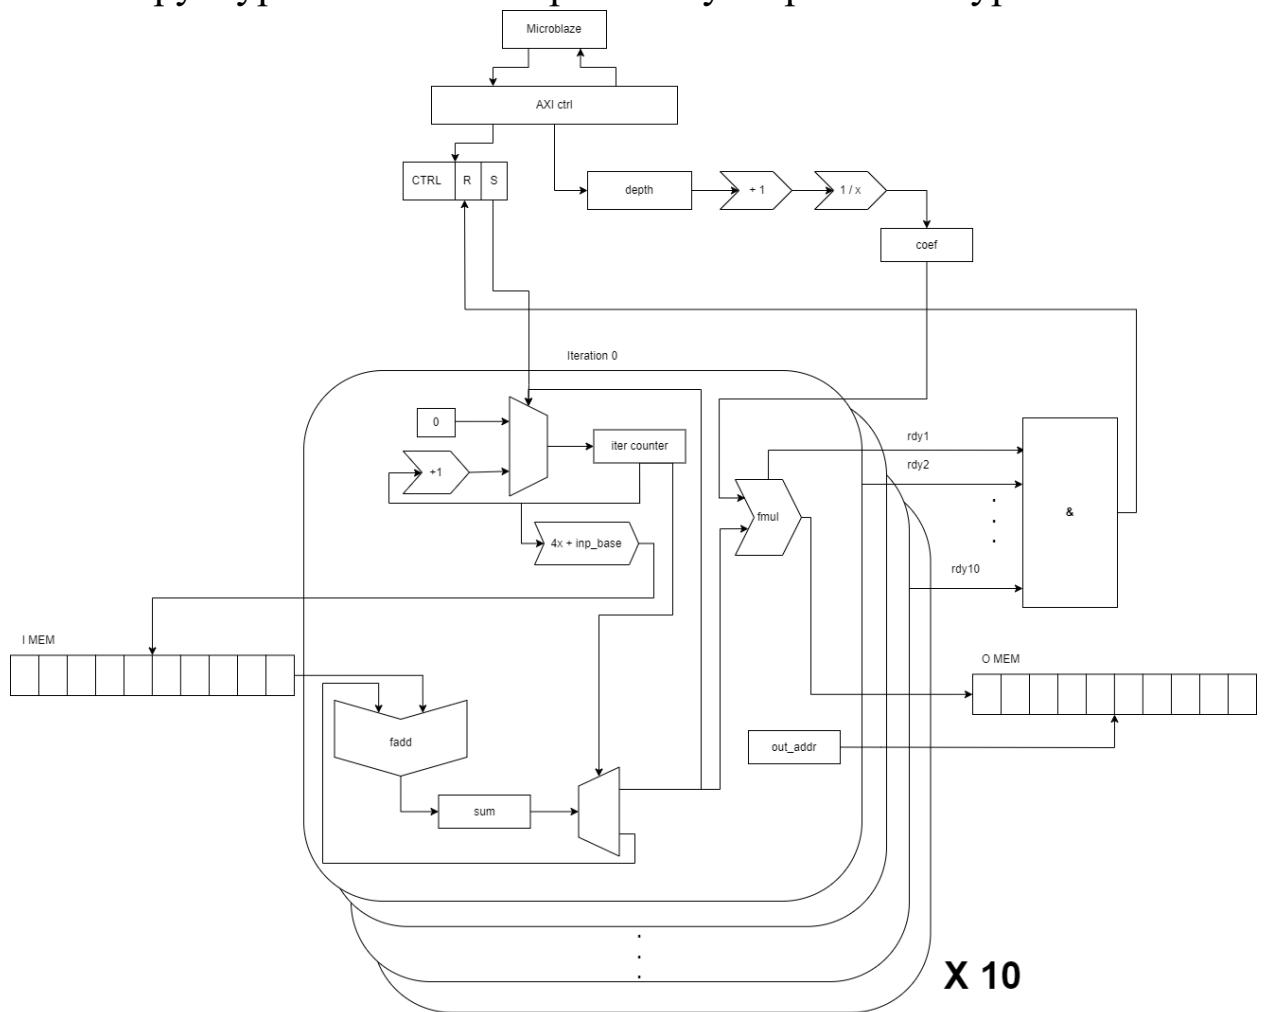 Microblaze
AXI ctrl
CTRL R S
depth
+ 1
1 / x
coef
Iteration 0
0
iter counter
+1
4x + inp_base
fmul
rdy1
rdy2
.
.
.
rdy10
&
I MEM
O MEM
fadd
out_addr
sum
.
.
.
X 10